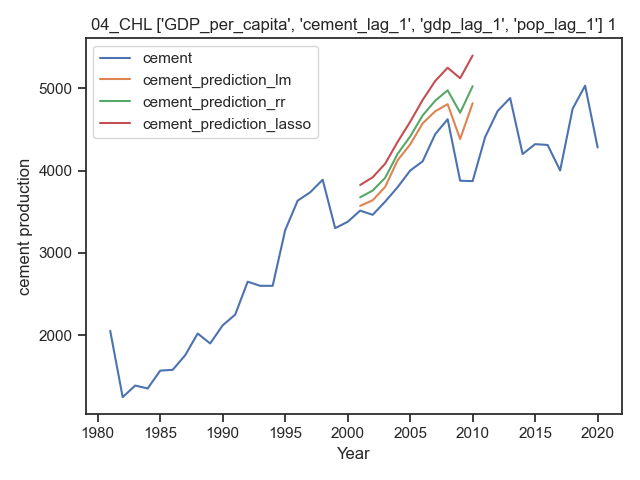 04_CHL ['GDP_per_capita', 'cement_lag_1', 'gdp_lag_1', 'pop_lag_1'] 1
cement
cement_prediction_lm
cement_prediction_rr
cement_prediction_lasso
5000
4000
3000
2000
cement production
1980 1985 1990 1995 2000 2005 2010 2015 2020
Year